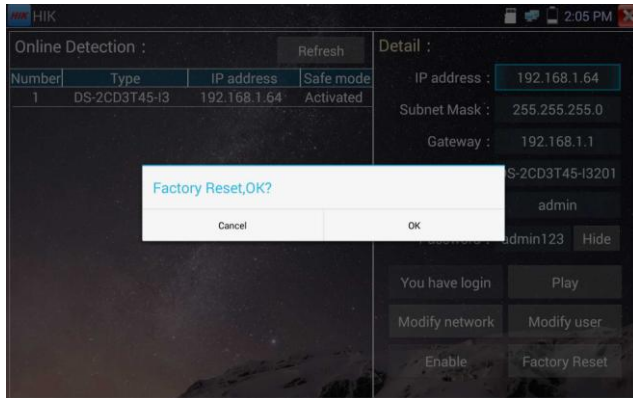 HIK HIK 2:05 PM
Online Detection :
Refresh
Number Type IP address Safe mode
1 DS-2CD3T45-I3 192.168.1.64 Activated
Detail :
IP address : 192.168.1.64
Subnet Mask : 255.255.255.0
Gateway : 192.168.1.1
S-2CD3T45-I3201
admin
Factory Reset,OK?
Cancel OK
admin123 Hide
You have login Play
Modify network Modify user
Enable Factory Reset